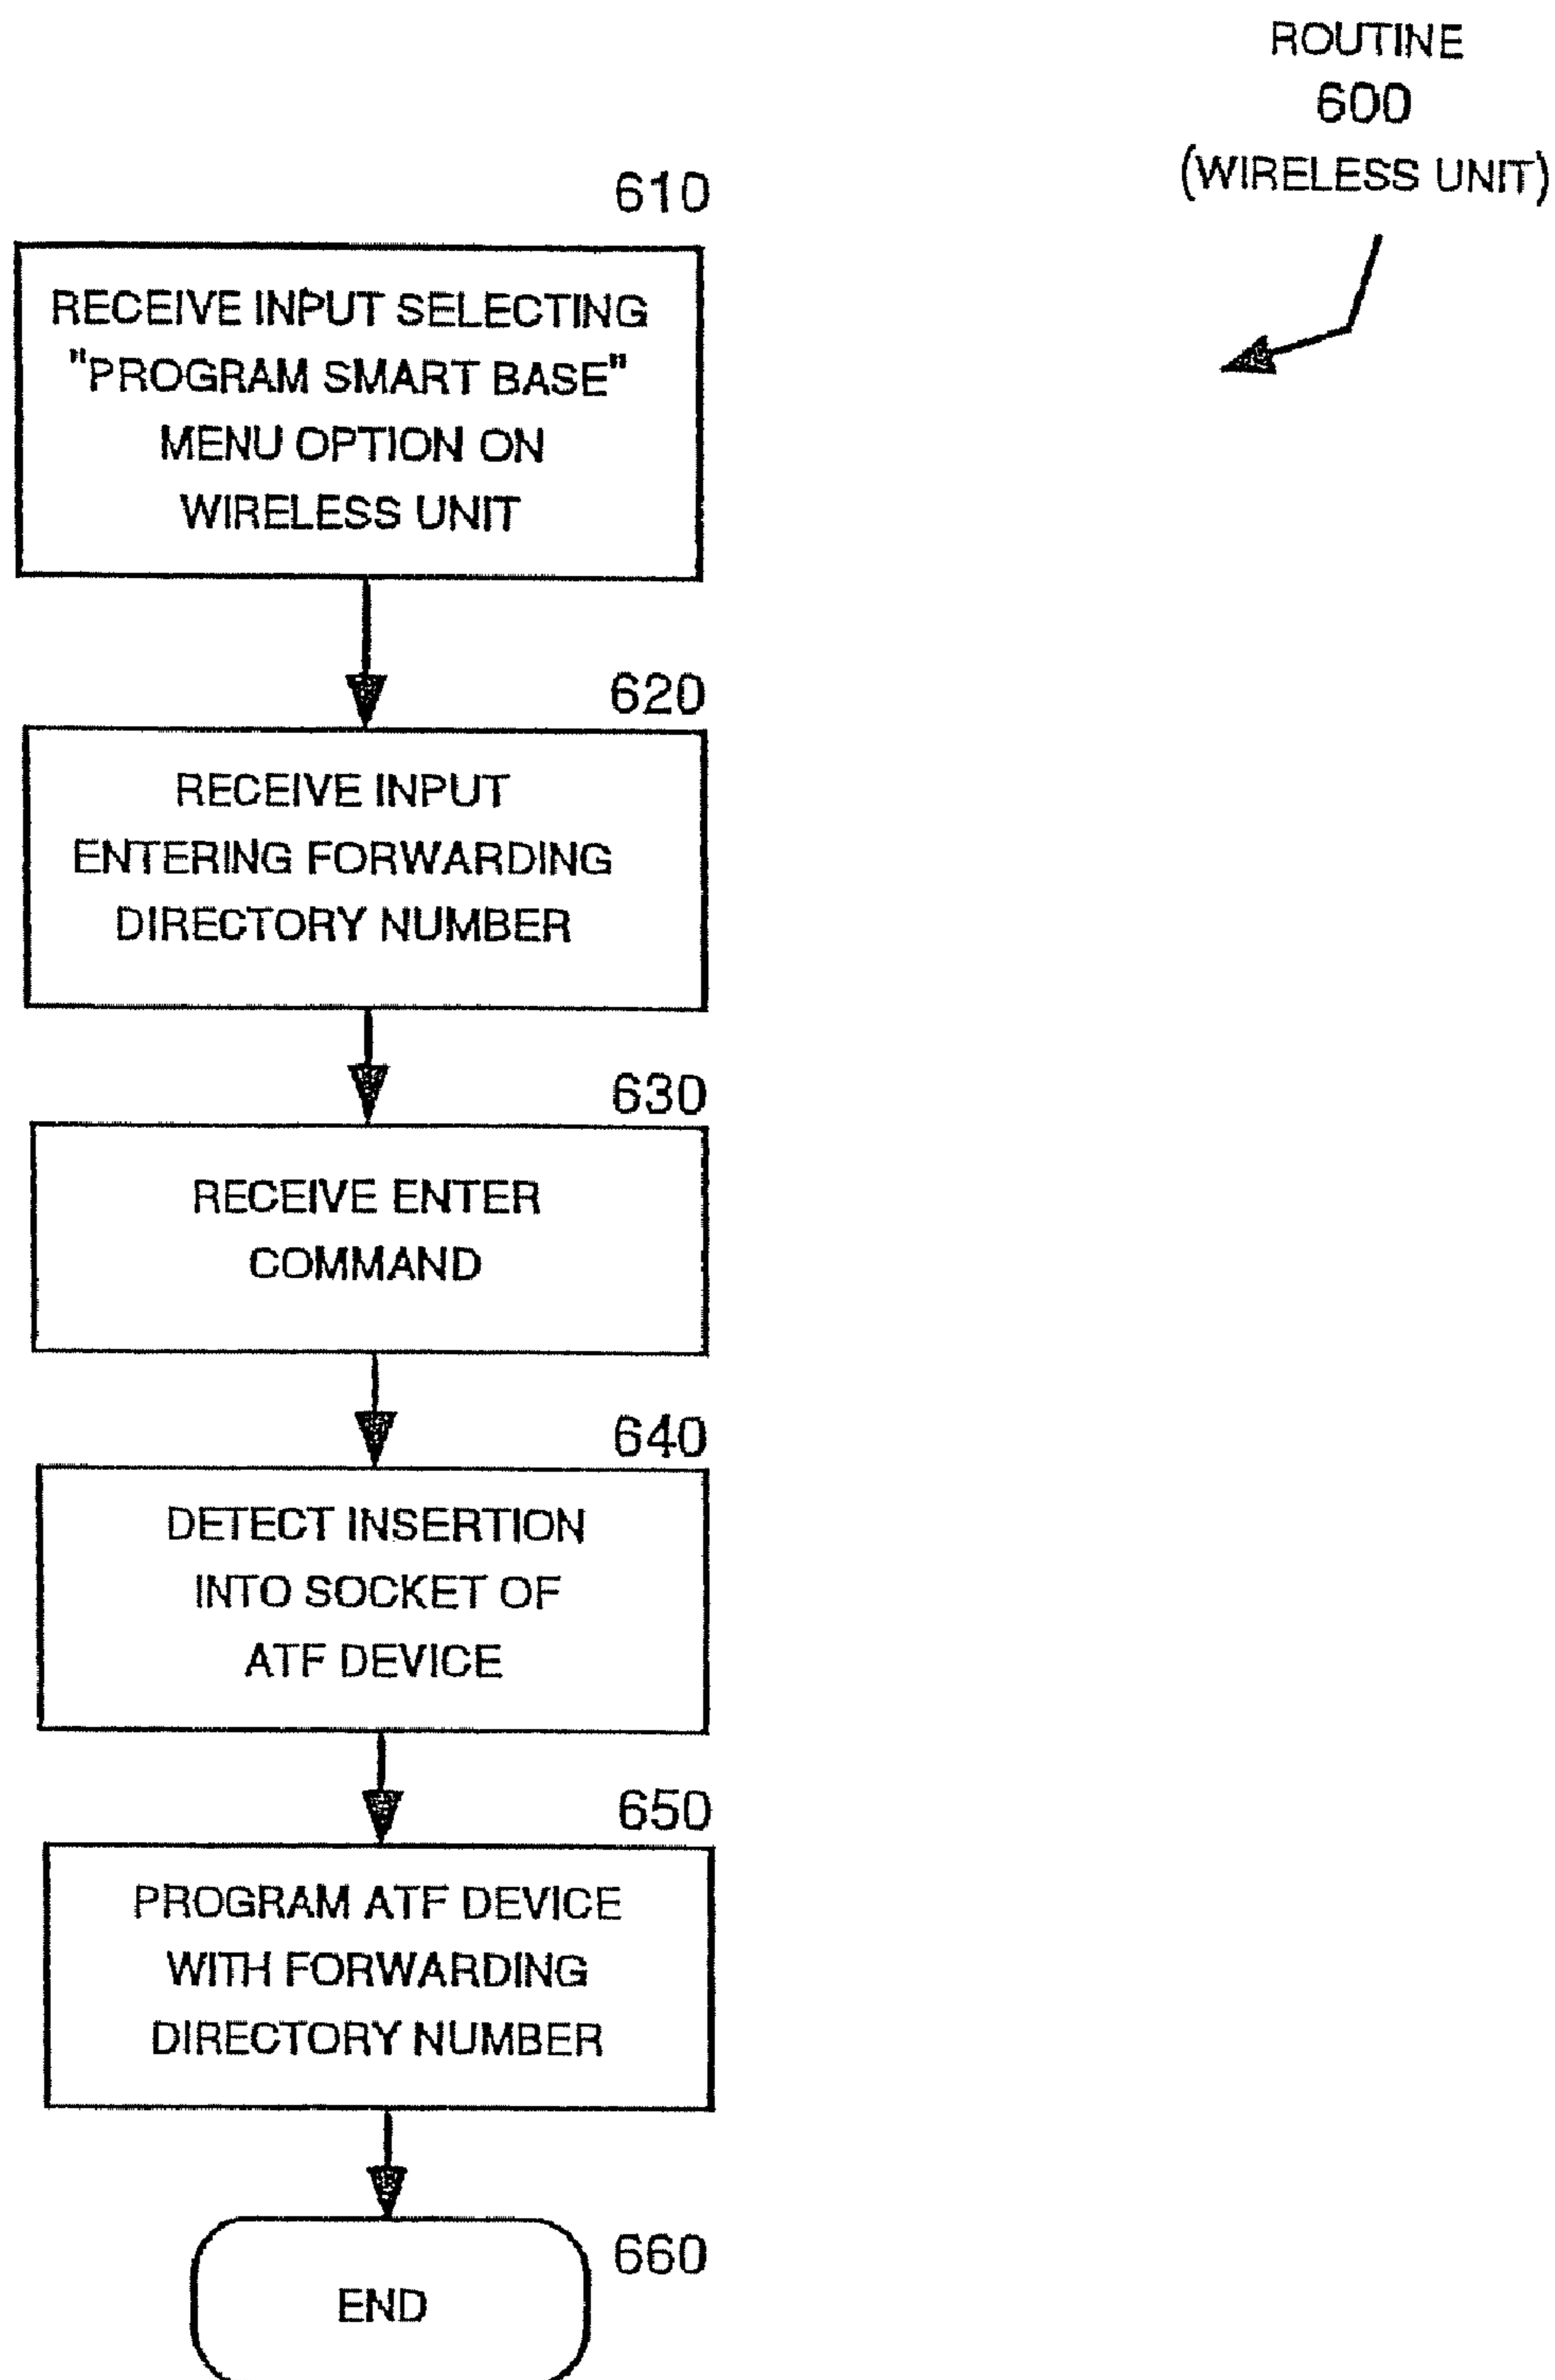 ROUTINE
600
(WIRELESS UNIT)
610
RECEIVE INPUT SELECTING
"PROGRAM SMART BASE"
MENU OPTION ON
WIRELESS UNIT
620
RECEIVE INPUT
ENTERING FORWARDING
DIRECTORY NUMBER
630
RECEIVE ENTER
COMMAND
640
DETECT INSERTION
INTO SOCKET OF
ATF DEVICE
650
PROGRAM ATF DEVICE
WITH FORWARDING
DIRECTORY NUMBER
660
END